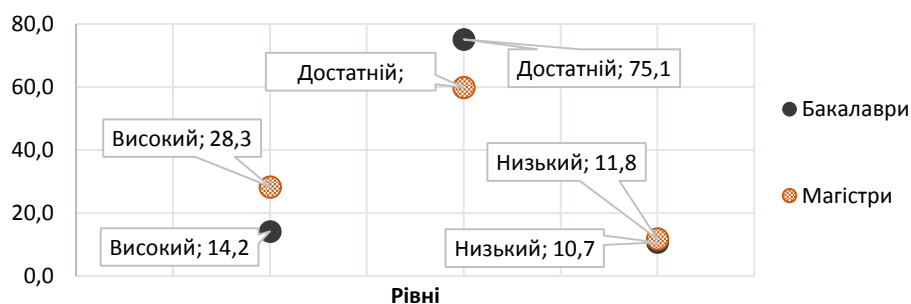 80,0
60,0
40,0
20,0
0,0
Достатній;
Достатній; 75,1
Високий; 28,3
Низький; 11,8
Високий; 14,2
Низький; 10,7
Рівні
Бакалаври
Магістри